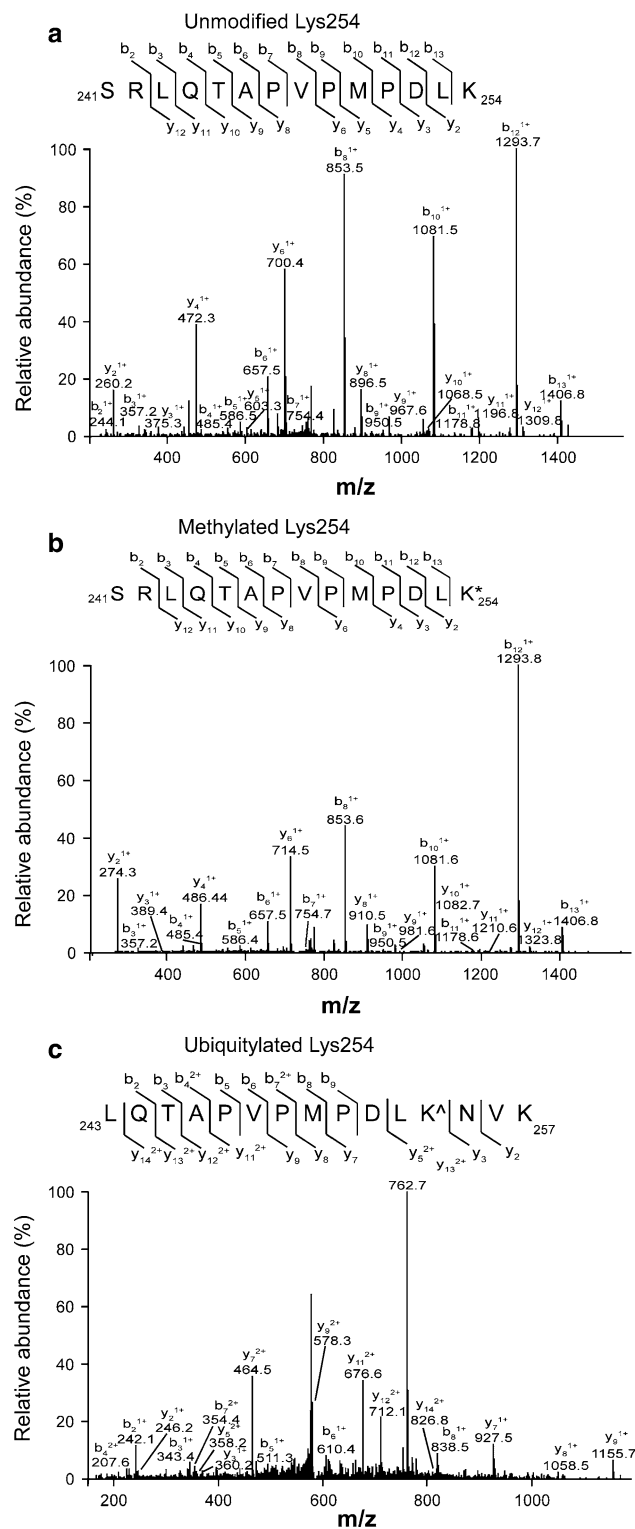 a
Unmodified Lys254
b2 b3 b4 b5 b6 b7 b8 b9 b10 b11 b12 b13
241 S R L Q T A P V P M P D L K 254
y12 y11 y10 y9 y8 y6 y5 y4 y3 y2
Relative abundance (%)
100
80
60
40
20
0
b12 1+
1293.7
b8 1+
853.5
b10 1+
1081.5
y6 1+
700.4
y4 1+
472.3
b6 1+
657.5
y2 1+
260.2
b2 1+
244.1
b3 1+
357.2
y3 1+
375.3
b4 1+
485.4
b5 1+
586.5
y5 1+
603.3
b7 1+
754.4
y8 1+
896.5
b9 1+
950.5
y9 1+
967.6
y10 1+
1068.5
b11 1+
1178.8
y11 1+
1196.8
y12 1+
1309.8
b13 1+
1406.8
400 600 800 1000 1200 1400
m/z
b
Methylated Lys254
b2 b3 b4 b5 b6 b7 b8 b9 b10 b11 b12 b13
241 S R L Q T A P V P M P D L K* 254
y12 y11 y10 y9 y8 y6 y4 y3 y2
Relative abundance (%)
100
80
60
40
20
0
b12 1+
1293.8
b8 1+
853.6
y6 1+
714.5
b10 1+
1081.6
y2 1+
274.3
y3 1+
389.4
y4 1+
486.44
b3 1+
357.2
b4 1+
485.4
b5 1+
586.4
b6 1+
657.5
b7 1+
754.7
y8 1+
910.5
b9 1+
950.5
y9 1+
981.6
y10 1+
1082.7
b11 1+
1178.6
y11 1+
1210.6
y12 1+
1323.8
b13 1+
1406.8
400 600 800 1000 1200 1400
m/z
c
Ubiquitylated Lys254
b2 b3 b4 2+ b5 b6 b7 2+ b8 b9
243 L Q T A P V P M P D L K^ N V K 257
y14 2+ y13 2+ y12 2+ y11 2+ y9 y8 y7 y5 2+ y3 y2
y13 2+
762.7
Relative abundance (%)
100
80
60
40
20
0
y9 2+
578.3
y7 2+
464.5
y11 2+
676.6
y12 2+
712.1
y14 2+
826.8
b4 2+
207.6
b2 1+
242.1
y2 1+
246.2
b3 1+
343.4
b7 2+
354.4
y5 2+
358.2
y3 1+
360.2
b5 1+
511.3
b6 1+
610.4
b8 1+
838.5
y7 1+
927.5
y8 1+
1058.5
y9 1+
1155.7
200 400 600 800 1000
m/z